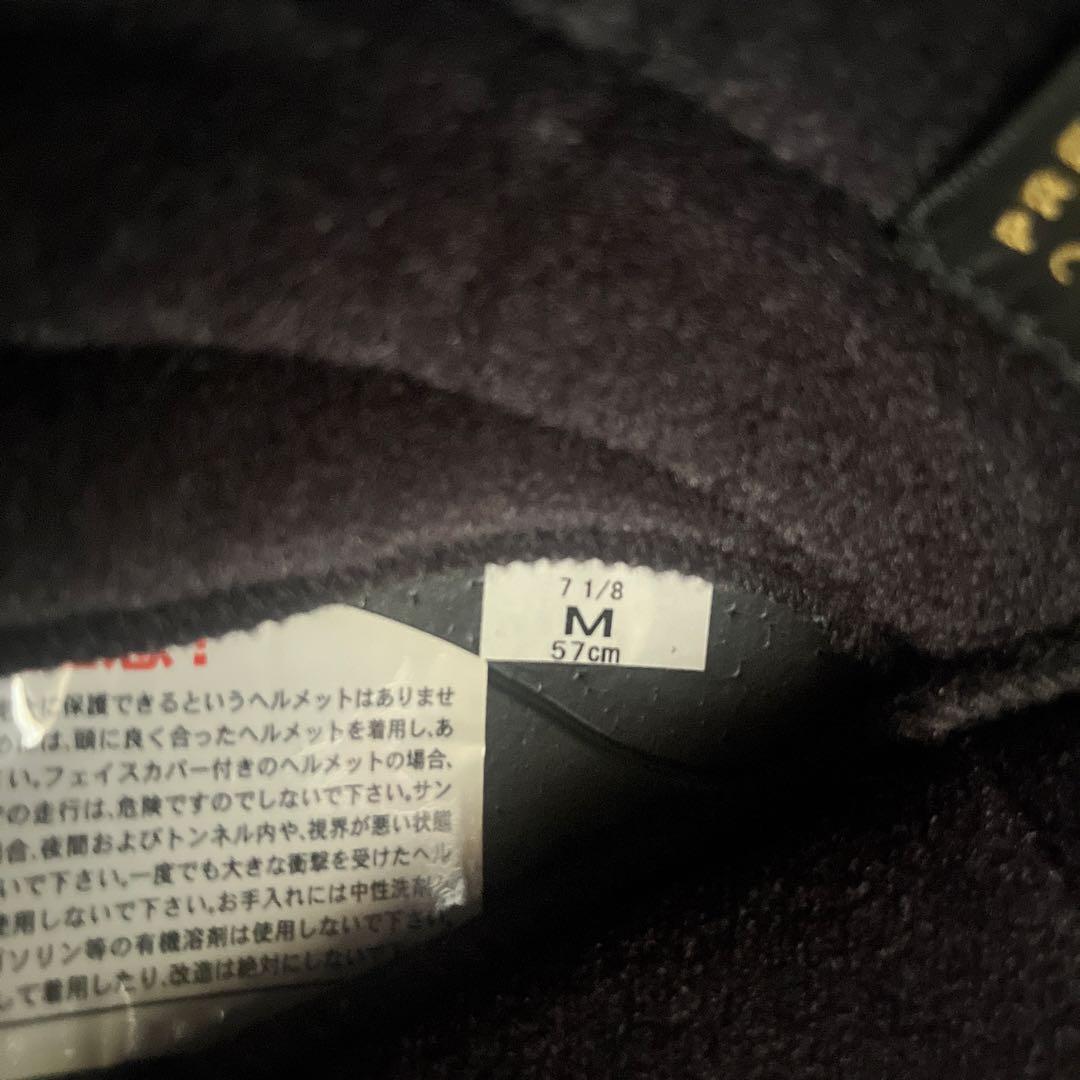 7 1/8
M
57cm
に保護できるというヘルメットはありませ
は、頭に良く合ったヘルメットを着用し、あ
い。フェイスカバー付きのヘルメットの場合、
の走行は、危険ですのでしないで下さい。サン
合、夜間およびトンネル内や、視界が悪い状態
いで下さい。一度でも大きな衝撃を受けたヘル
使用しないで下さい。お手入れには中性洗剤
ソリン等の有機溶剤は使用しないで下さい。
して着用したり、改造は絶対にしない
PR